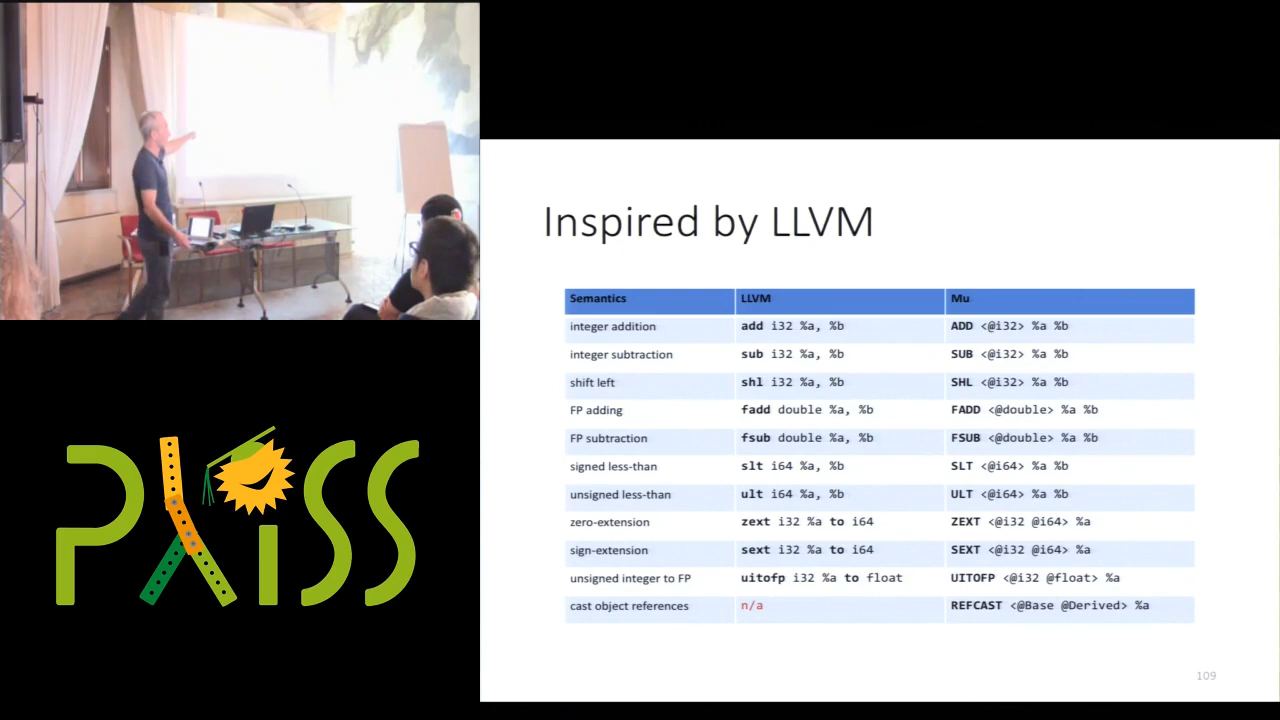 PLISS
Inspired by LLVM
Semantics LLVM Mu
integer addition add i32 %a, %b ADD <@i32> %a %b
integer subtraction sub i32 %a, %b SUB <@i32> %a %b
shift left shl i32 %a, %b SHL <@i32> %a %b
FP adding fadd double %a, %b FADD <@double> %a %b
FP subtraction fsub double %a, %b FSUB <@double> %a %b
signed less-than slt i64 %a, %b SLT <@i64> %a %b
unsigned less-than ult i64 %a, %b ULT <@i64> %a %b
zero-extension zext i32 %a to i64 ZEXT <@i32 @i64> %a
sign-extension sext i32 %a to i64 SEXT <@i32 @i64> %a
unsigned integer to FP uitofp i32 %a to float UITOFP <@i32 @float> %a
cast object references n/a REFCAST <@Base @Derived> %a
109